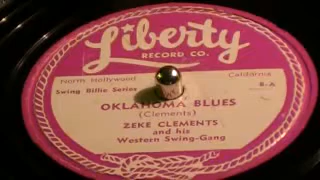 Liberty
RECORD CO.
North Hollywood California
Swing Billie Series 8-A
OKLAHOMA BLUES
(Clements)
ZEKE CLEMENTS
and his
Western Swing-Gang